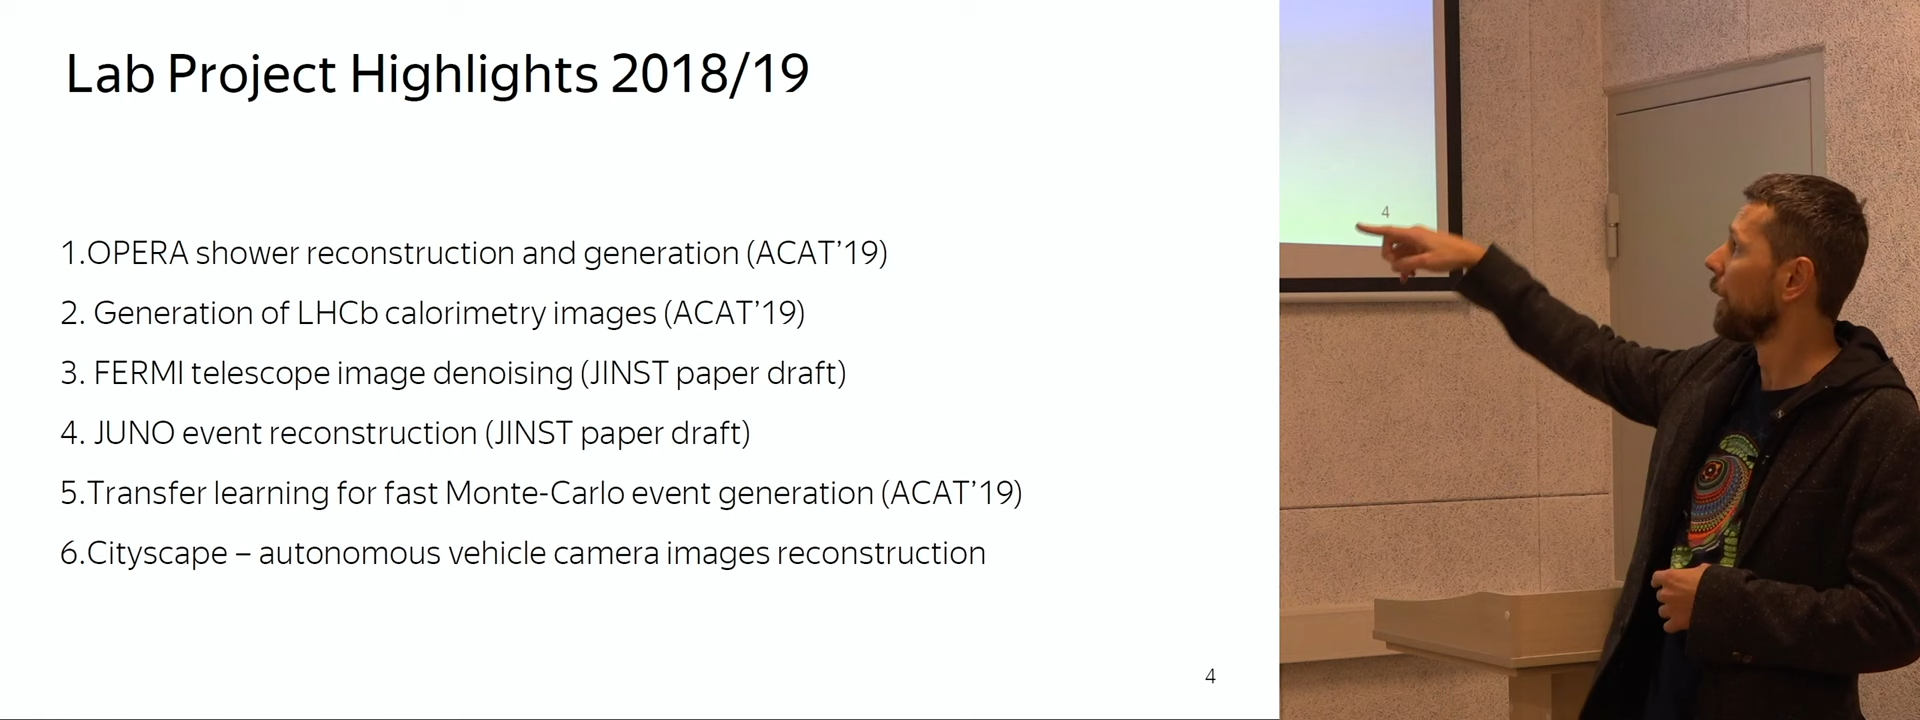 Lab Project Highlights 2018/19
1.OPERA shower reconstruction and generation (ACAT’19)
2. Generation of LHCb calorimetry images (ACAT’19)
3. FERMI telescope image denoising (JINST paper draft)
4. JUNO event reconstruction (JINST paper draft)
5.Transfer learning for fast Monte-Carlo event generation (ACAT’19)
6.Cityscape – autonomous vehicle camera images reconstruction
4
4